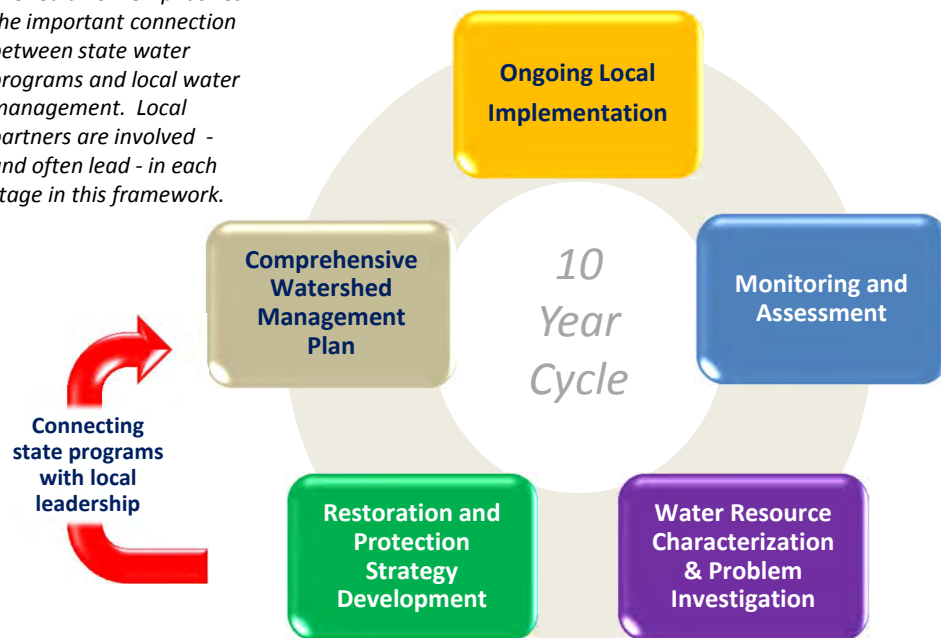 the important connection
between state water
programs and local water
management. Local
partners are involved -
and often lead - in each
stage in this framework.
Ongoing Local
Implementation
Comprehensive
Watershed
Management
Plan
10
Year
Cycle
Monitoring and
Assessment
Connecting
state programs
with local
leadership
Restoration and
Protection
Strategy
Development
Water Resource
Characterization
& Problem
Investigation